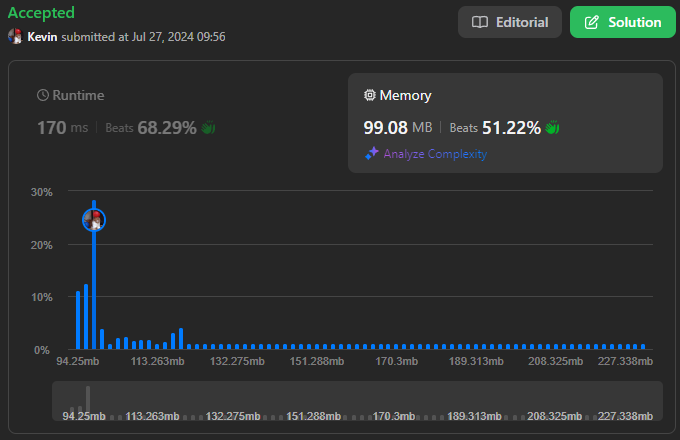 Accepted
Editorial
Solution
Kevin submitted at Jul 27, 2024 09:56
Runtime
170 ms | Beats 68.29%
Memory
99.08 MB | Beats 51.22%
Analyze Complexity
30%
20%
10%
0%
94.25mb 113.263mb 132.275mb 151.288mb 170.3mb 189.313mb 208.325mb 227.338mb
94.25mb 113.263mb 132.275mb 151.288mb 170.3mb 189.313mb 208.325mb 227.338mb